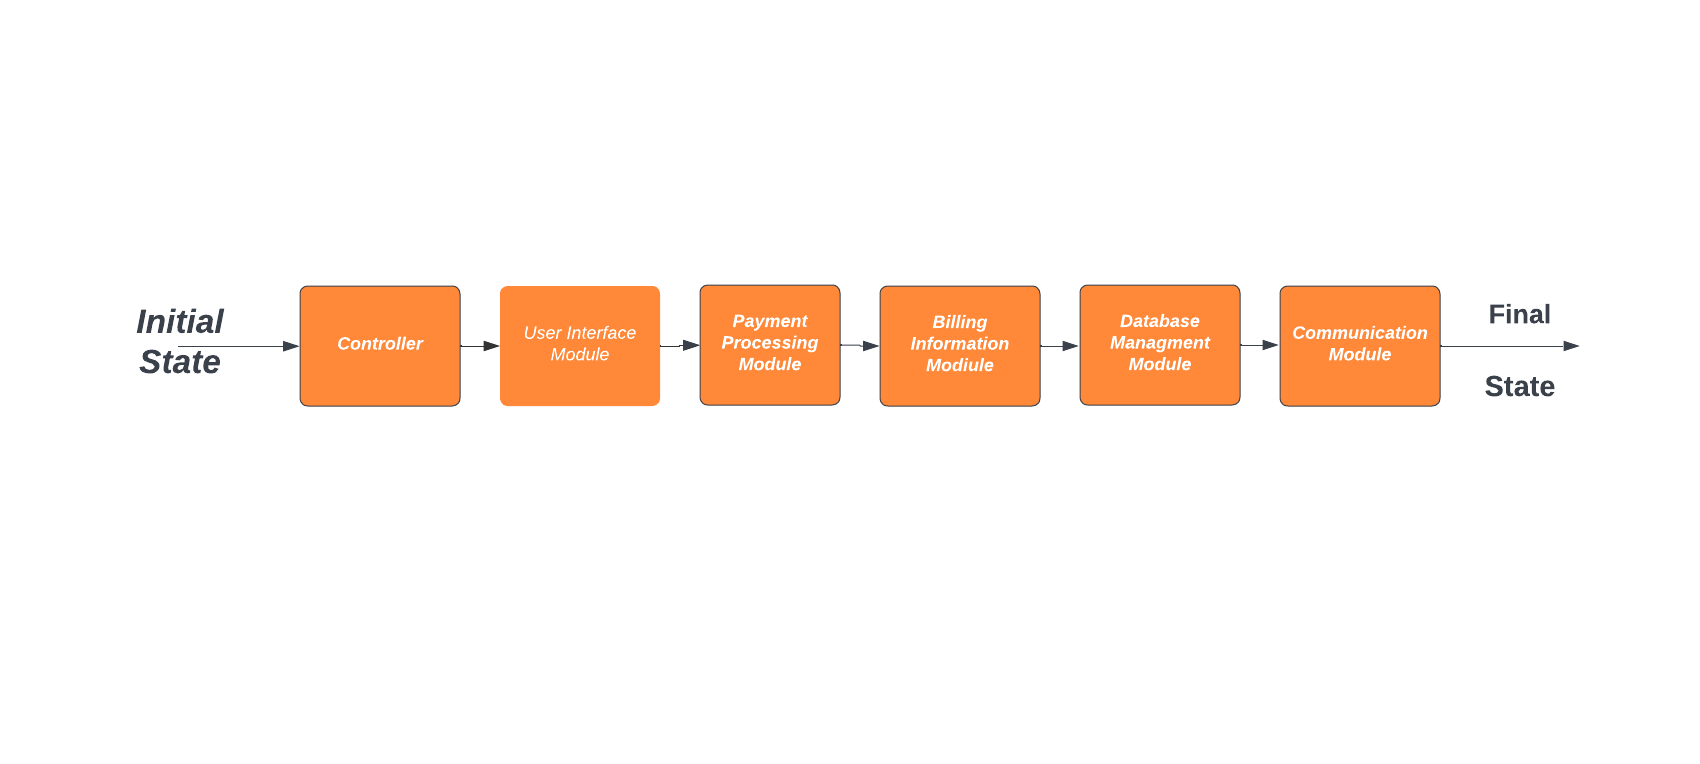 Initial
State
Controller
User Interface
Module
Payment
Processing
Module
Billing
Information
Modiule
Database
Managment
Module
Communication
Module
Final
State